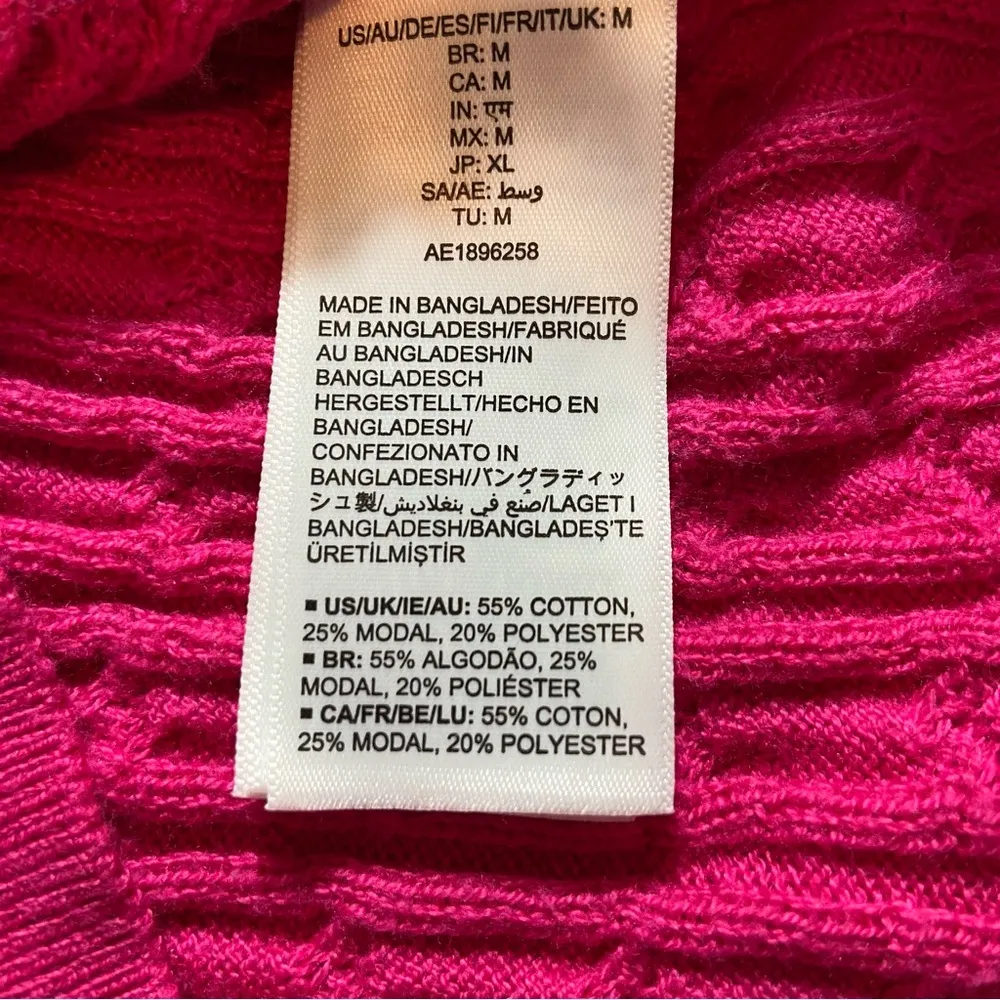 US/AU/DE/ES/FI/FR/IT/UK: M
BR: M
CA: M
IN: एम
MX: M
JP: XL
SA/AE: وسط
TU: M
AE1896258
MADE IN BANGLADESH/FEITO
EM BANGLADESH/FABRIQUÉ
AU BANGLADESH/IN
BANGLADESCH
HERGESTELLT/HECHO EN
BANGLADESH/
CONFEZIONATO IN
BANGLADESH/バングラディッ
シュ製/صُنع في بنغلاديش/LAGET I
BANGLADESH/BANGLADEŞ'TE
ÜRETİLMİŞTİR
▪ US/UK/IE/AU: 55% COTTON,
25% MODAL, 20% POLYESTER
▪ BR: 55% ALGODÃO, 25%
MODAL, 20% POLIÉSTER
▪ CA/FR/BE/LU: 55% COTON,
25% MODAL, 20% POLYESTER